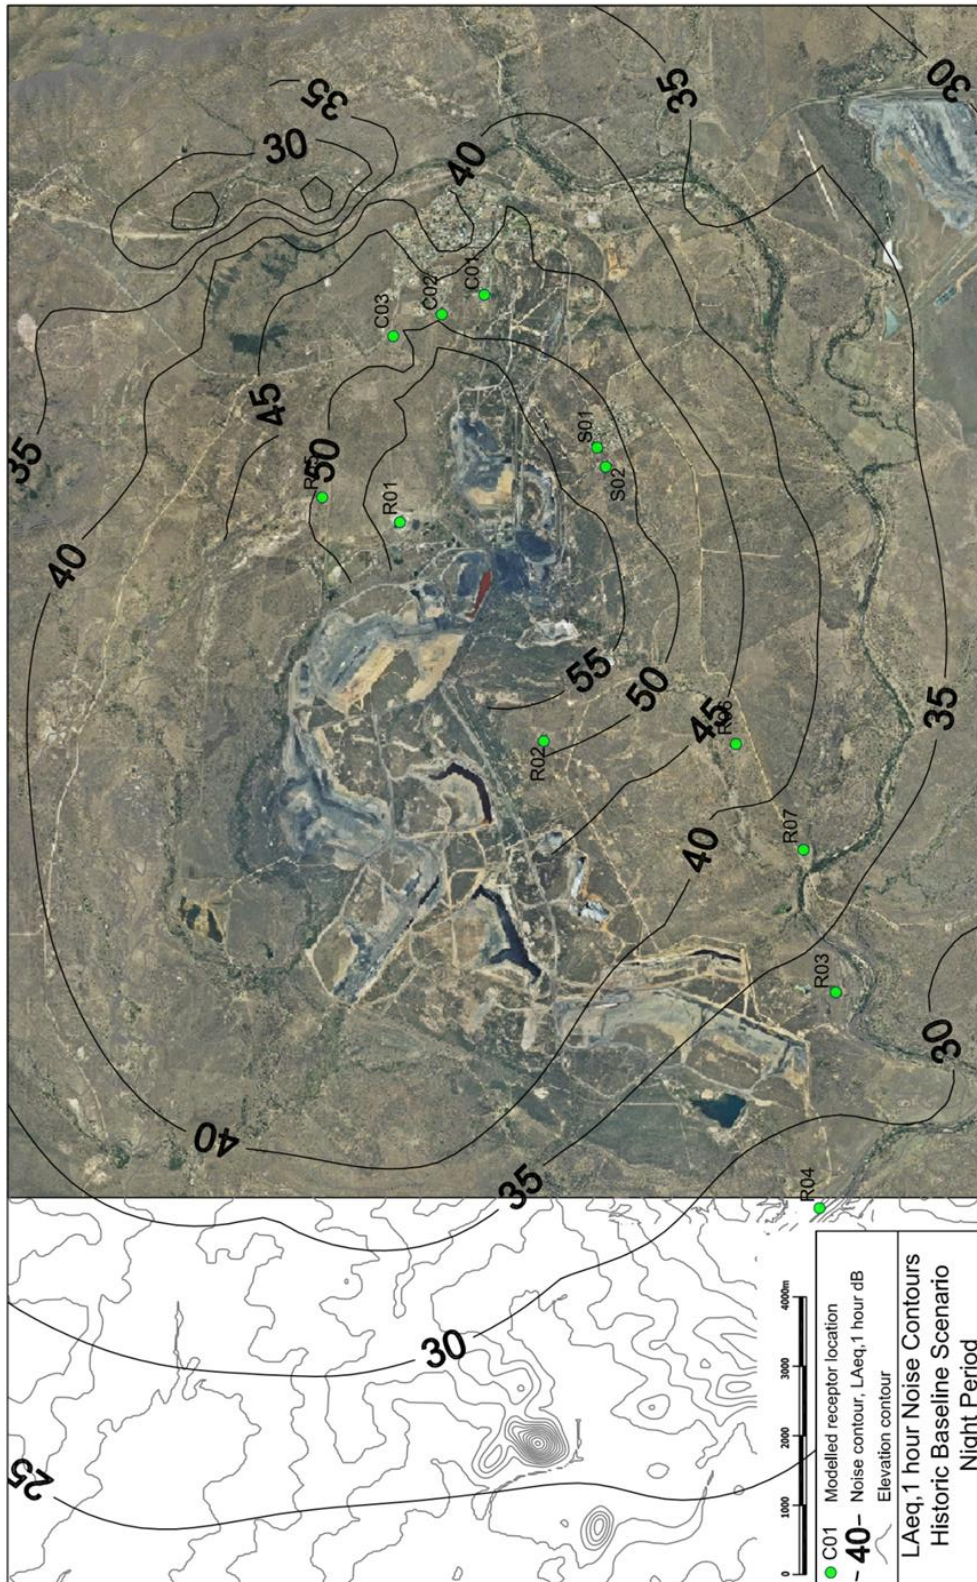 35
30
35
30
40
C03
C02
C01
45
35
50
R01
S01
S02
40
55
50
45
R02
R07
40
35
R03
30
40
35
R04
30
25
0 1000 2000 3000 4000m
C01 Modelled receptor location
- 40 - Noise contour, LAeq,1 hour dB
Elevation contour
LAeq,1 hour Noise Contours
Historic Baseline Scenario
Night Period